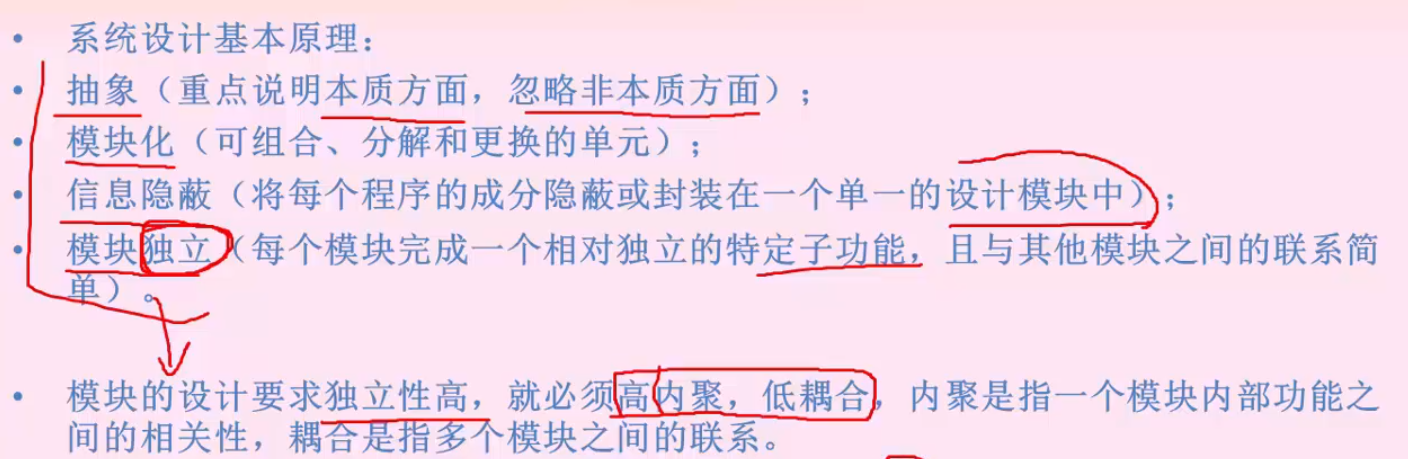 • 系统设计基本原理：
• 抽象（重点说明本质方面，忽略非本质方面）；
• 模块化（可组合、分解和更换的单元）；
• 信息隐蔽（将每个程序的成分隐蔽或封装在一个单一的设计模块中）；
• 模块独立（每个模块完成一个相对独立的特定子功能，且与其他模块之间的联系简
单）。
• 模块的设计要求独立性高，就必须高内聚，低耦合，内聚是指一个模块内部功能之
间的相关性，耦合是指多个模块之间的联系。